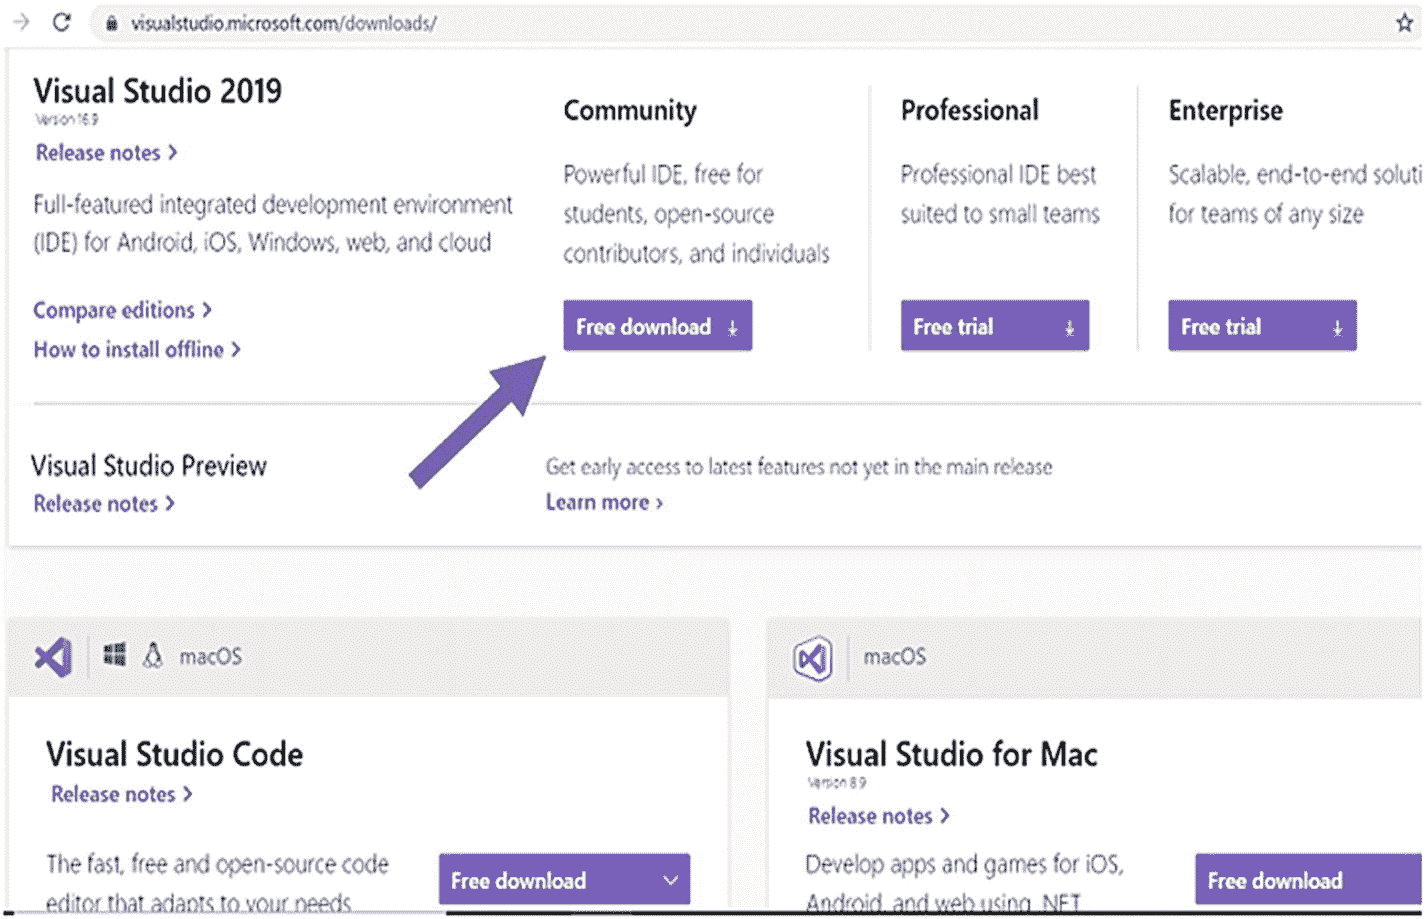 visualstudio.microsoft.com/downloads/
Visual Studio 2019
Version 16.9
Release notes >
Full-featured integrated development environment
(IDE) for Android, iOS, Windows, web, and cloud
Compare editions >
How to install offline >
Community
Powerful IDE, free for
students, open-source
contributors, and individuals
Free download
Professional
Professional IDE best
suited to small teams
Free trial
Enterprise
Scalable, end-to-end soluti
for teams of any size
Free trial
Visual Studio Preview
Release notes >
Get early access to latest features not yet in the main release
Learn more >
macOS
Visual Studio Code
Release notes >
The fast, free and open-source code
editor that adapts to your needs
Free download
macOS
Visual Studio for Mac
Version 8.9
Release notes >
Develop apps and games for iOS,
Android, and web using .NET
Free download